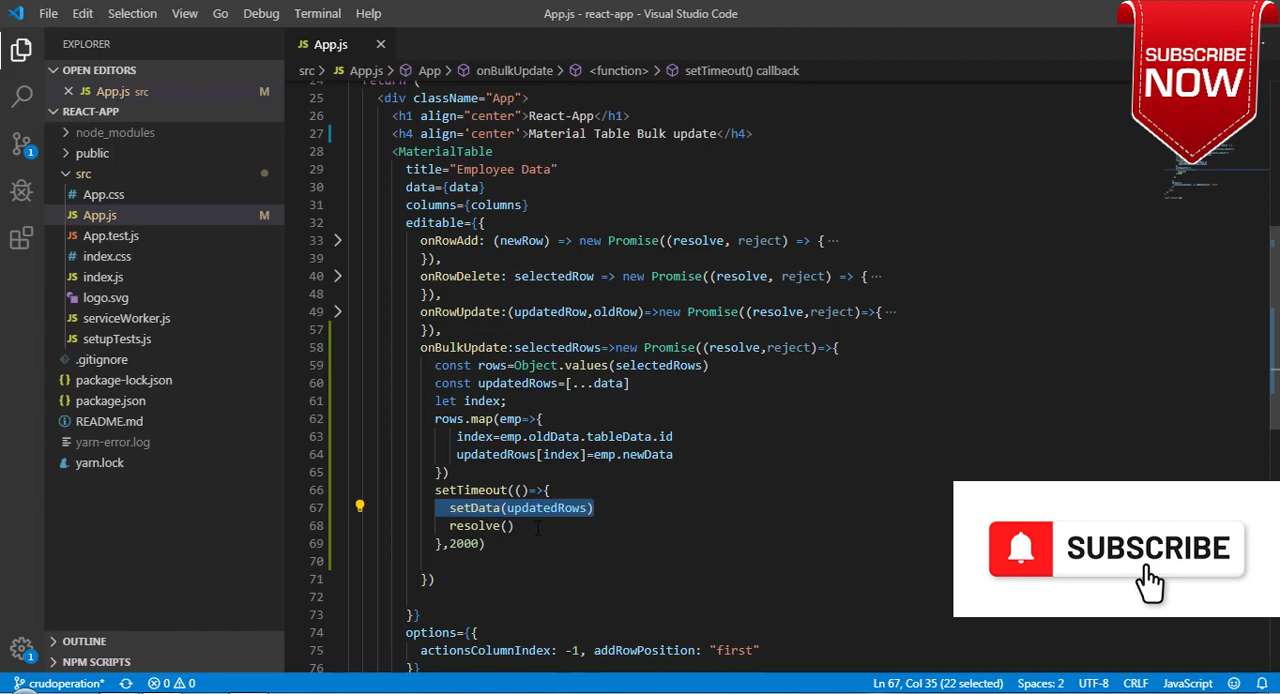 File Edit Selection View Go Debug Terminal Help
App.js - react-app - Visual Studio Code
EXPLORER
OPEN EDITORS
App.js src M
REACT-APP
node_modules
public
src
App.css
App.js M
App.test.js
index.css
index.js
logo.svg
serviceWorker.js
setupTests.js
.gitignore
package-lock.json
package.json
README.md
yarn-error.log
yarn.lock
OUTLINE
NPM SCRIPTS
JS App.js
src > JS App.js > App > onBulkUpdate > <function> > setTimeout() callback
25 <div className="App">
26 <h1 align="center">React-App</h1>
27 <h4 align='center'>Material Table Bulk update</h4>
28 <MaterialTable
29 title="Employee Data"
30 data={data}
31 columns={columns}
32 editable={{
33 onRowAdd: (newRow) => new Promise((resolve, reject) => {···
39 }),
40 onRowDelete: selectedRow => new Promise((resolve, reject) => {···
48 }),
49 onRowUpdate:(updatedRow,oldRow)=>new Promise((resolve,reject)=>{···
57 }),
58 onBulkUpdate:selectedRows=>new Promise((resolve,reject)=>{
59 const rows=Object.values(selectedRows)
60 const updatedRows=[...data]
61 let index;
62 rows.map(emp=>{
63 index=emp.oldData.tableData.id
64 updatedRows[index]=emp.newData
65 })
66 setTimeout(()=>{
67 setData(updatedRows)
68 resolve()
69 },2000)
70
71 })
72
73 }}
74 options={{
75 actionsColumnIndex: -1, addRowPosition: "first"
76 }}
SUBSCRIBE
NOW
SUBSCRIBE
crudoperation* 0 0 Ln 67, Col 35 (22 selected) Spaces: 2 UTF-8 CRLF JavaScript